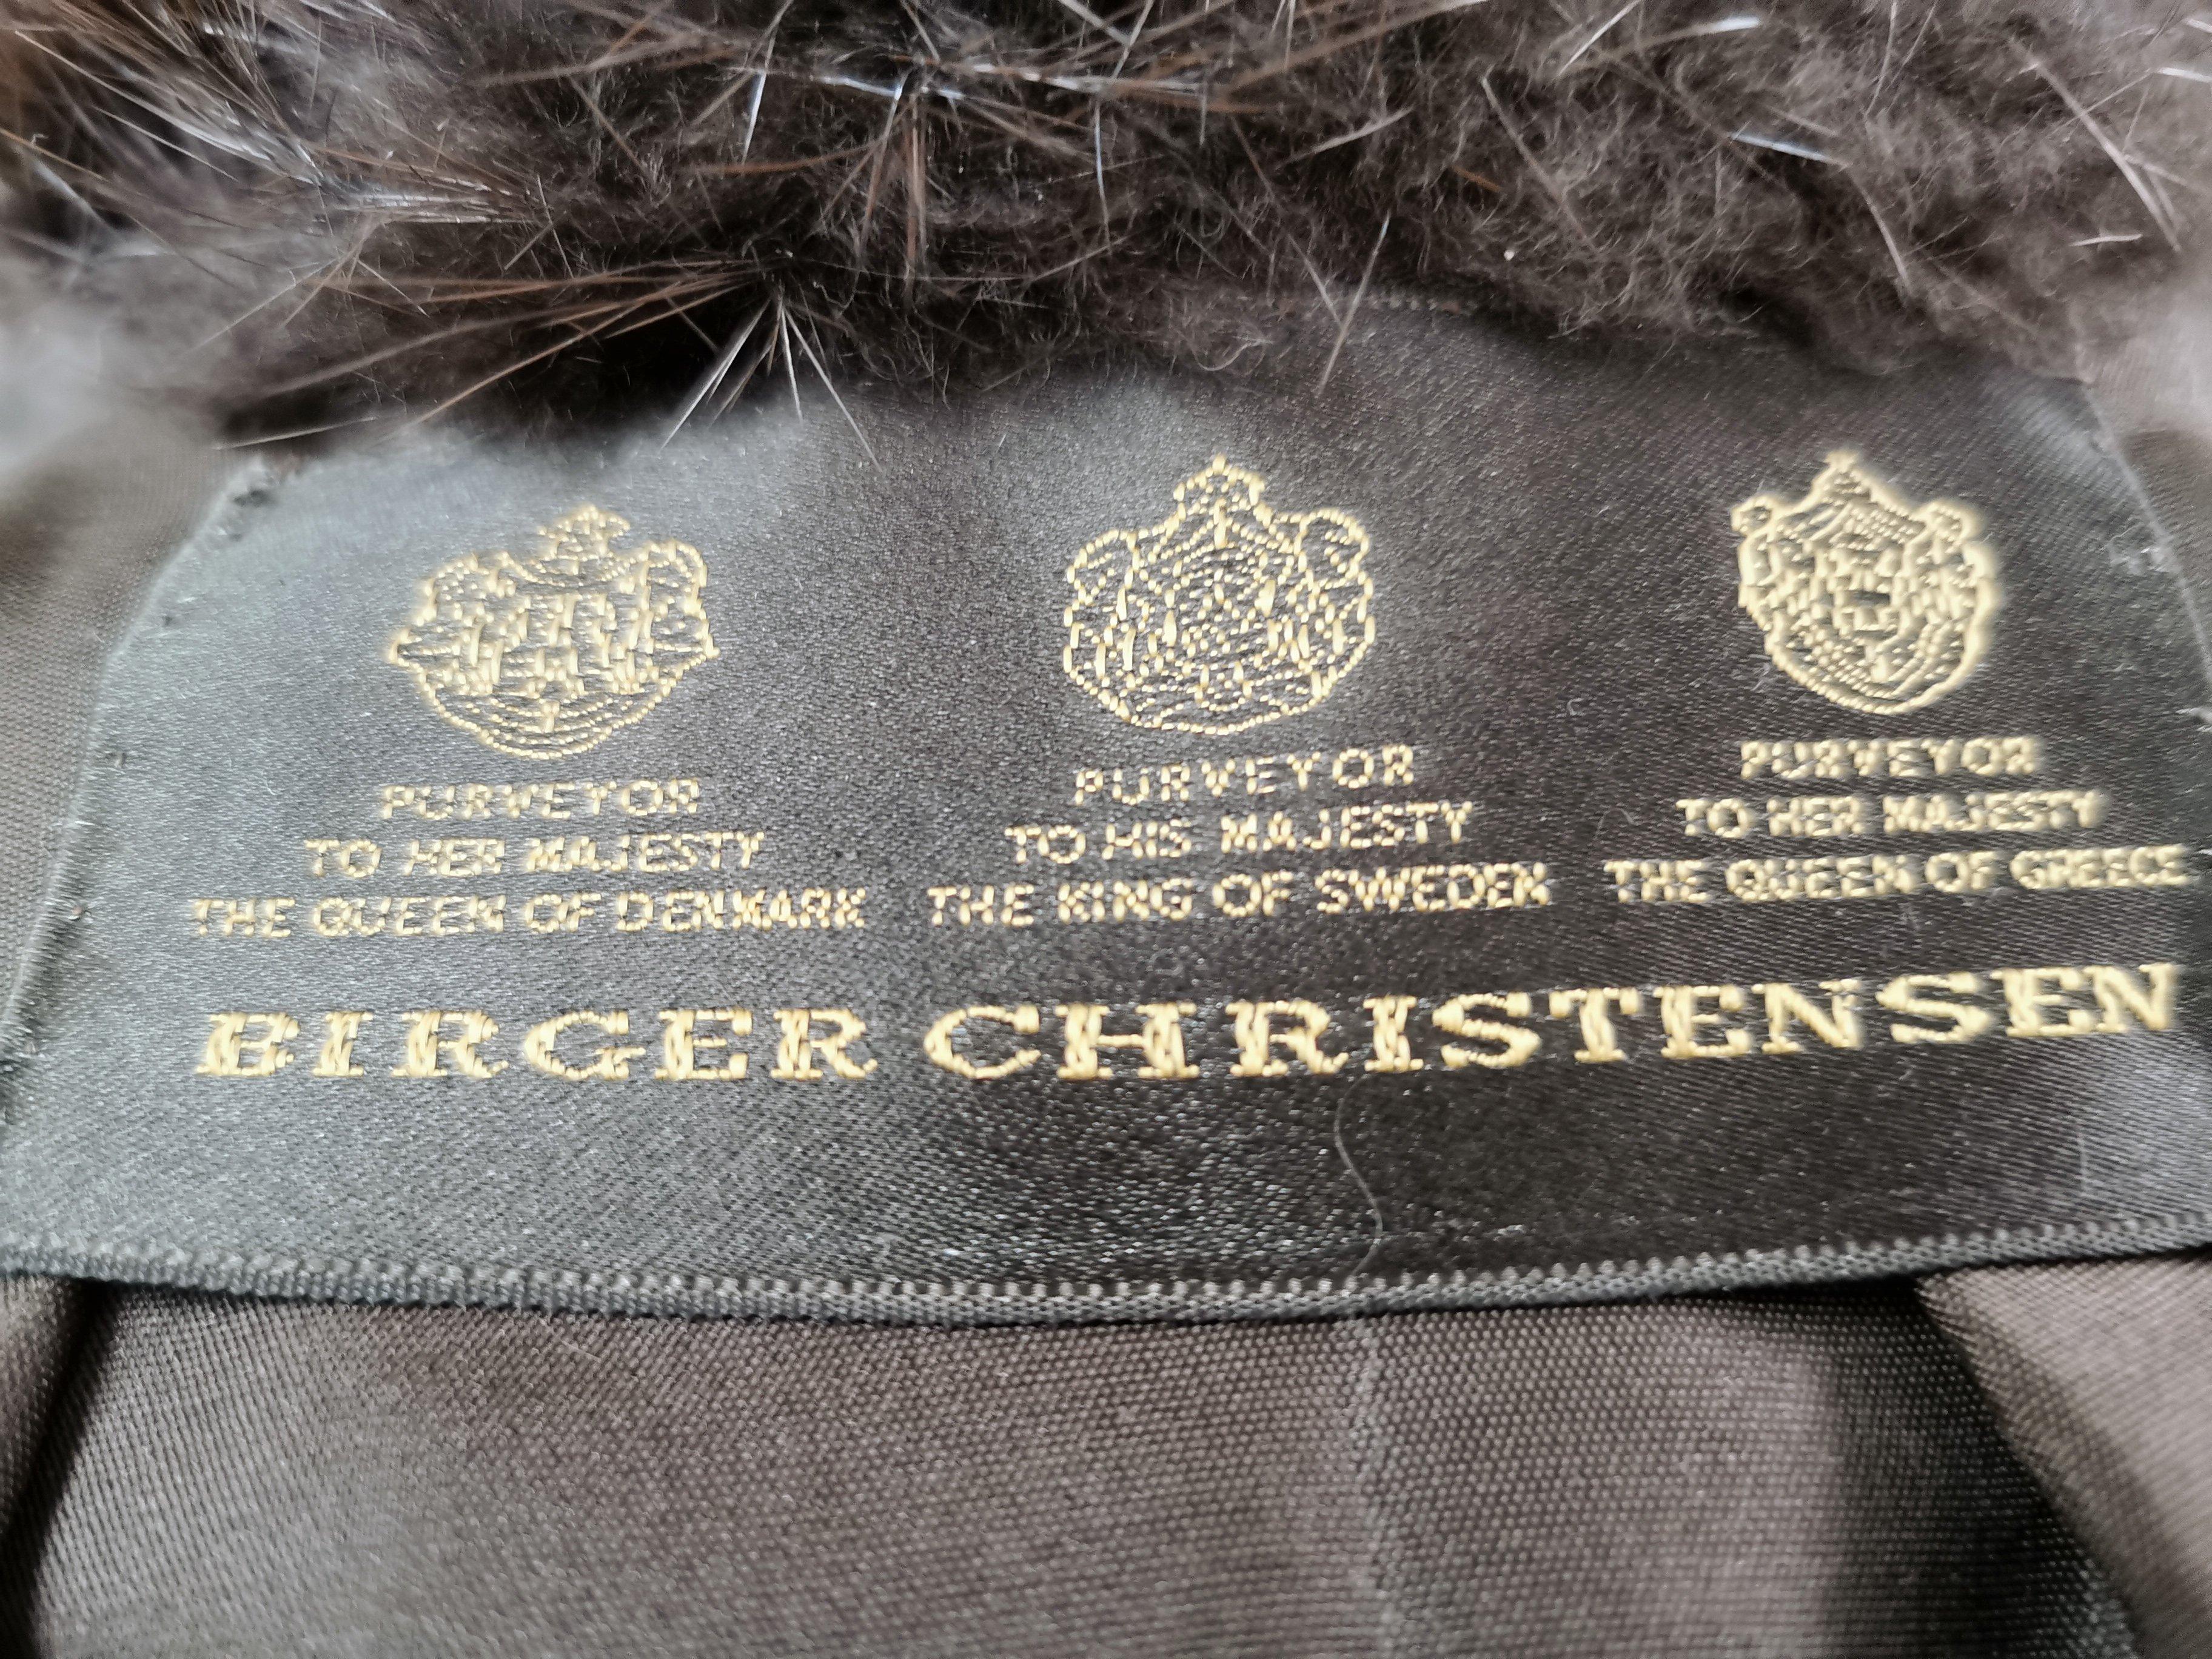 PURVEYOR
TO HER MAJESTY
THE QUEEN OF DENMARK
PURVEYOR
TO HIS MAJESTY
THE KING OF SWEDEN
PURVEYOR
TO HER MAJESTY
THE QUEEN OF GREECE
BIRGER CHRISTENSEN